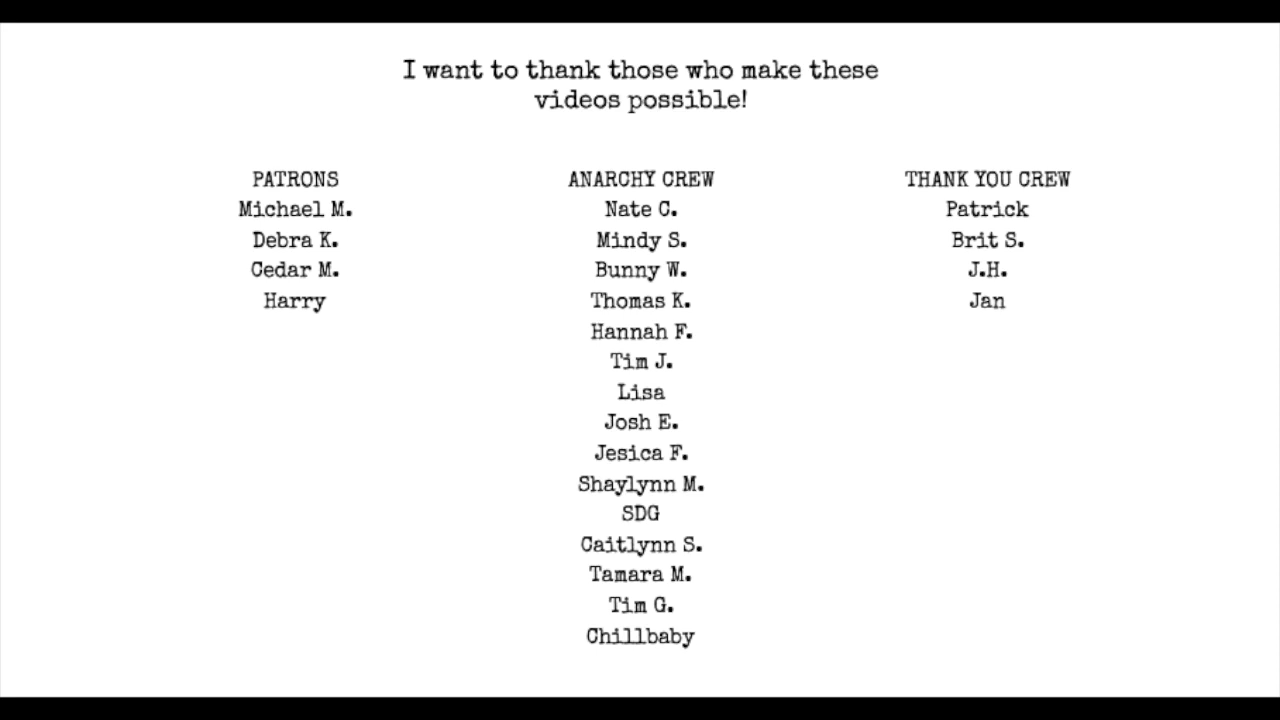 I want to thank those who make these
videos possible!
PATRONS
Michael M.
Debra K.
Cedar M.
Harry
ANARCHY CREW
Nate C.
Mindy S.
Bunny W.
Thomas K.
Hannah F.
Tim J.
Lisa
Josh E.
Jesica F.
Shaylynn M.
SDG
Caitlynn S.
Tamara M.
Tim G.
Chillbaby
THANK YOU CREW
Patrick
Brit S.
J.H.
Jan